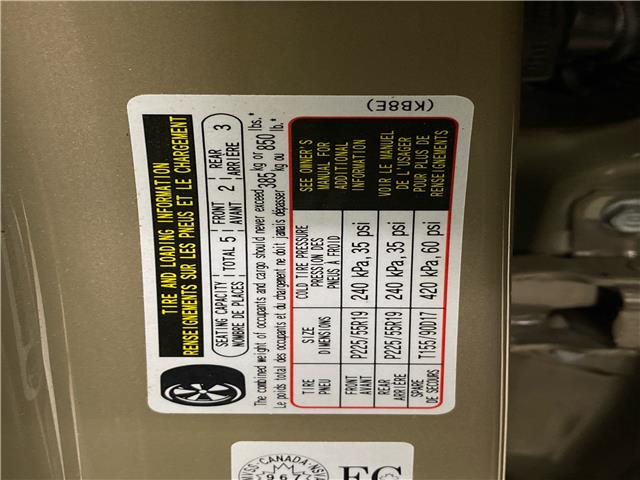 TIRE AND LOADING INFORMATION
RENSEIGNEMENTS SUR LES PNEUS ET LE CHARGEMENT
SEATING CAPACITY
NOMBRE DE PLACES
TOTAL 5
FRONT
AVANT 2
REAR
ARRIÈRE 3
The combined weight of occupants and cargo should never exceed 385 kg or 850 lbs.*
Le poids total des occupants et du chargement ne doit jamais dépasser kg ou lb.*
TIRE
PNEU
SIZE
DIMENSIONS
COLD TIRE PRESSURE
PRESSION DES
PNEUS À FROID
SEE OWNER'S
MANUAL FOR
ADDITIONAL
INFORMATION
VOIR LE MANUEL
DE L'USAGER
POUR PLUS DE
RENSEIGNEMENTS
FRONT
AVANT
P225/55R19
240 kPa, 35 psi
REAR
ARRIÈRE
P225/55R19
240 kPa, 35 psi
SPARE
DE SECOURS
T155/90D17
420 kPa, 60 psi
(KB8E)
CANADA
967